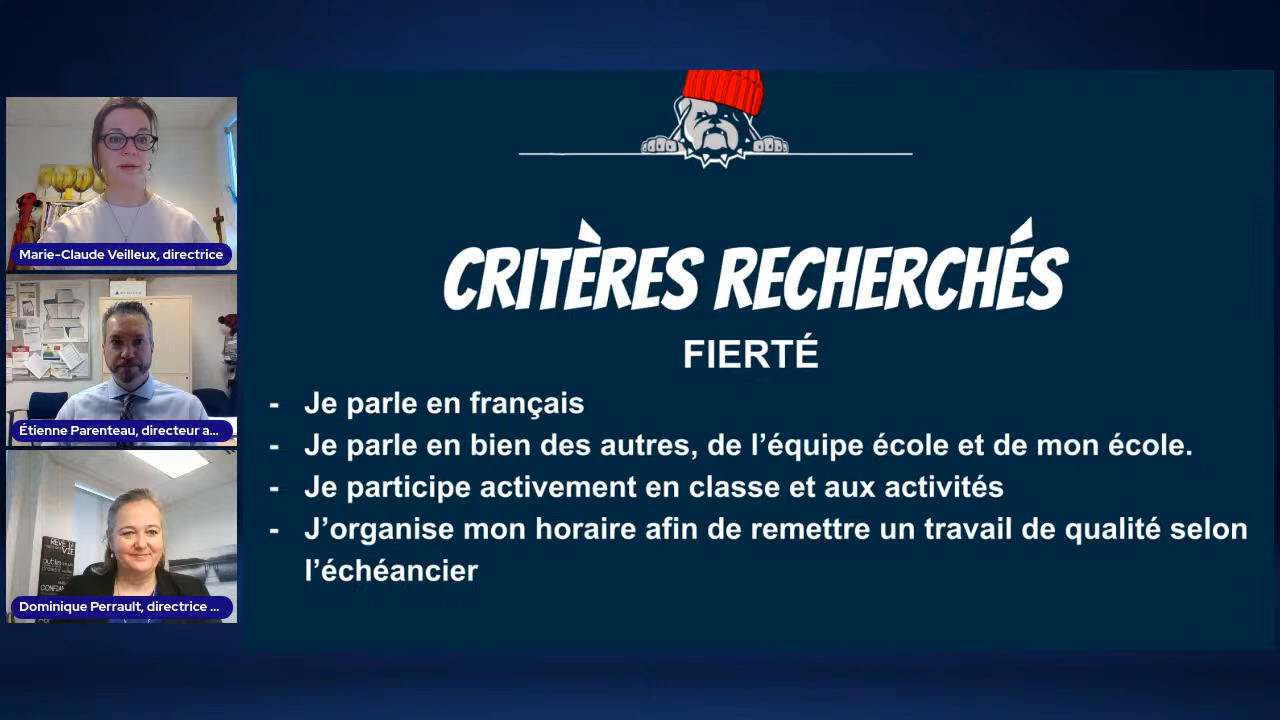 Marie-Claude Veilleux, directrice
Étienne Parenteau, directeur a...
Dominique Perrault, directrice ...
CRITÈRES RECHERCHÉS
FIERTÉ
- Je parle en français
- Je parle en bien des autres, de l’équipe école et de mon école.
- Je participe activement en classe et aux activités
- J’organise mon horaire afin de remettre un travail de qualité selon
l’échéancier